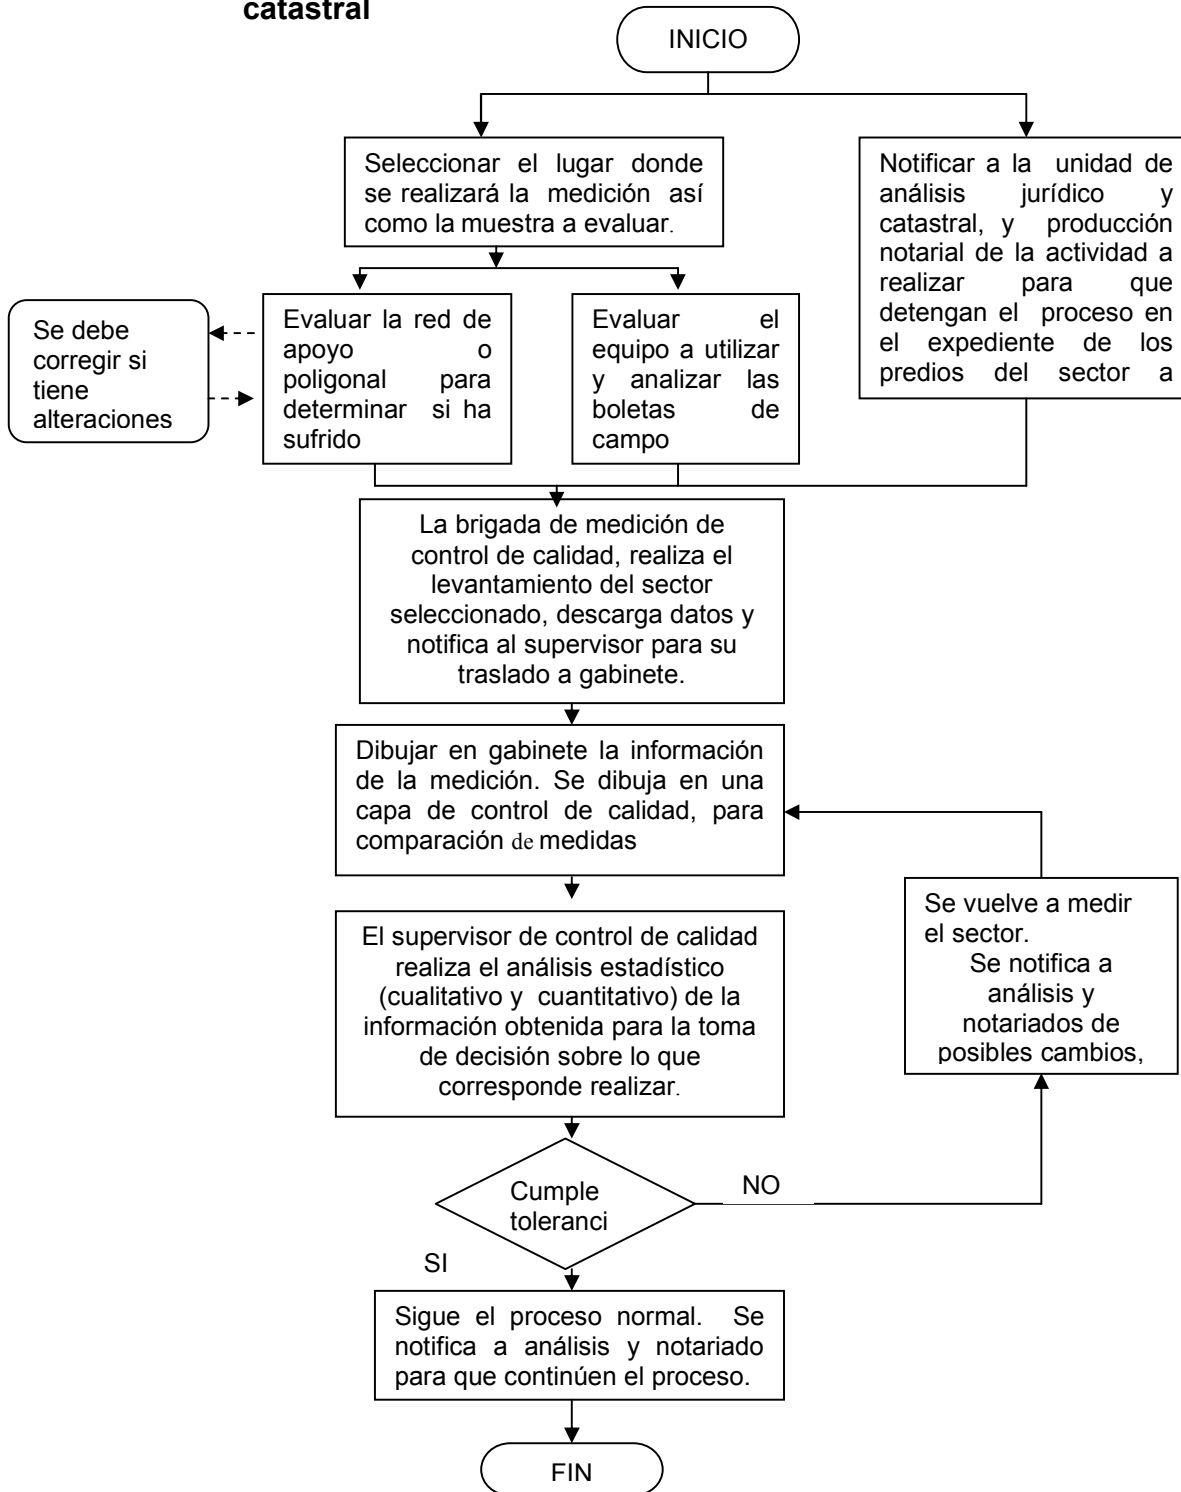 catastral
INICIO
Seleccionar el lugar donde
se realizará la medición así
como la muestra a evaluar.
Notificar a la unidad de
análisis jurídico y
catastral, y producción
notarial de la actividad a
realizar para que
detengan el proceso en
el expediente de los
predios del sector a
Se debe
corregir si
tiene
alteraciones
Evaluar la red de
apoyo o
poligonal para
determinar si ha
sufrido
Evaluar el
equipo a utilizar
y analizar las
boletas de
campo
La brigada de medición de
control de calidad, realiza el
levantamiento del sector
seleccionado, descarga datos y
notifica al supervisor para su
traslado a gabinete.
Dibujar en gabinete la información
de la medición. Se dibuja en una
capa de control de calidad, para
comparación de medidas
Se vuelve a medir
el sector.
Se notifica a
análisis y
notariados de
posibles cambios,
El supervisor de control de calidad
realiza el análisis estadístico
(cualitativo y cuantitativo) de la
información obtenida para la toma
de decisión sobre lo que
corresponde realizar.
Cumple
toleranci
NO
SI
Sigue el proceso normal. Se
notifica a análisis y notariado
para que continúen el proceso.
FIN